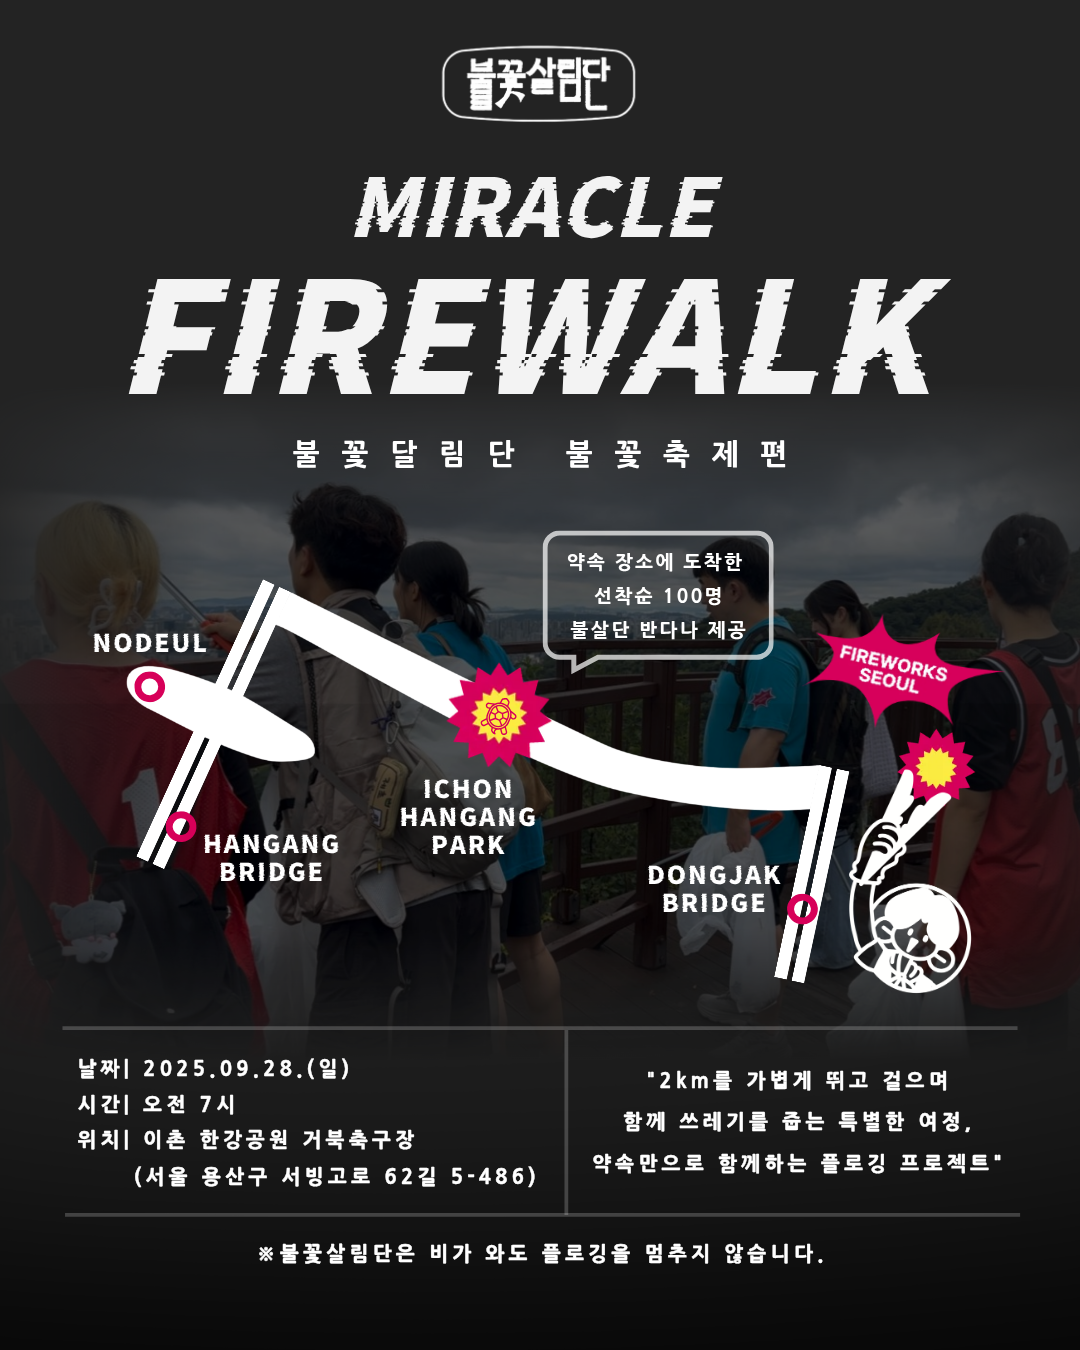 불꽃살림단
MIRACLE
FIREWALK
불꽃달림단 불꽃축제편
약속 장소에 도착한
선착순 100명
불살단 반다나 제공
NODEUL
FIREWORKS
SEOUL
ICHON
HANGANG
PARK
HANGANG
BRIDGE
DONGJAK
BRIDGE
날짜| 2025.09.28.(일)
시간| 오전 7시
위치| 이촌 한강공원 거북축구장
(서울 용산구 서빙고로 62길 5-486)
"2km를 가볍게 뛰고 걸으며
함께 쓰레기를 줍는 특별한 여정,
약속만으로 함께하는 플로깅 프로젝트"
※불꽃살림단은 비가 와도 플로깅을 멈추지 않습니다.